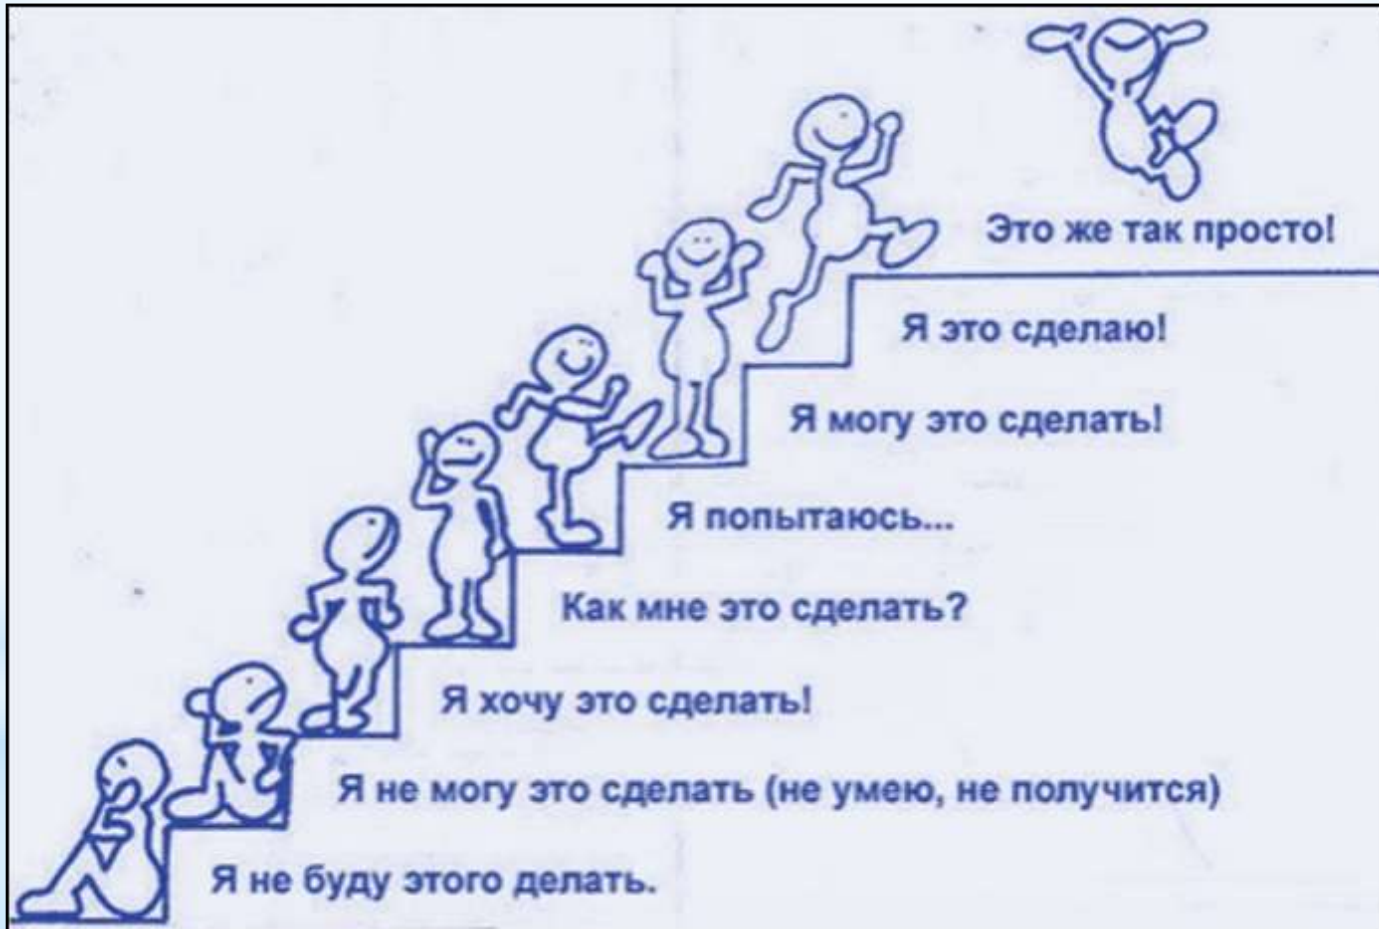 Это же так просто!
Я это сделаю!
Я могу это сделать!
Я попытаюсь...
Как мне это сделать?
Я хочу это сделать!
Я не могу это сделать (не умею, не получится)
Я не буду этого делать.